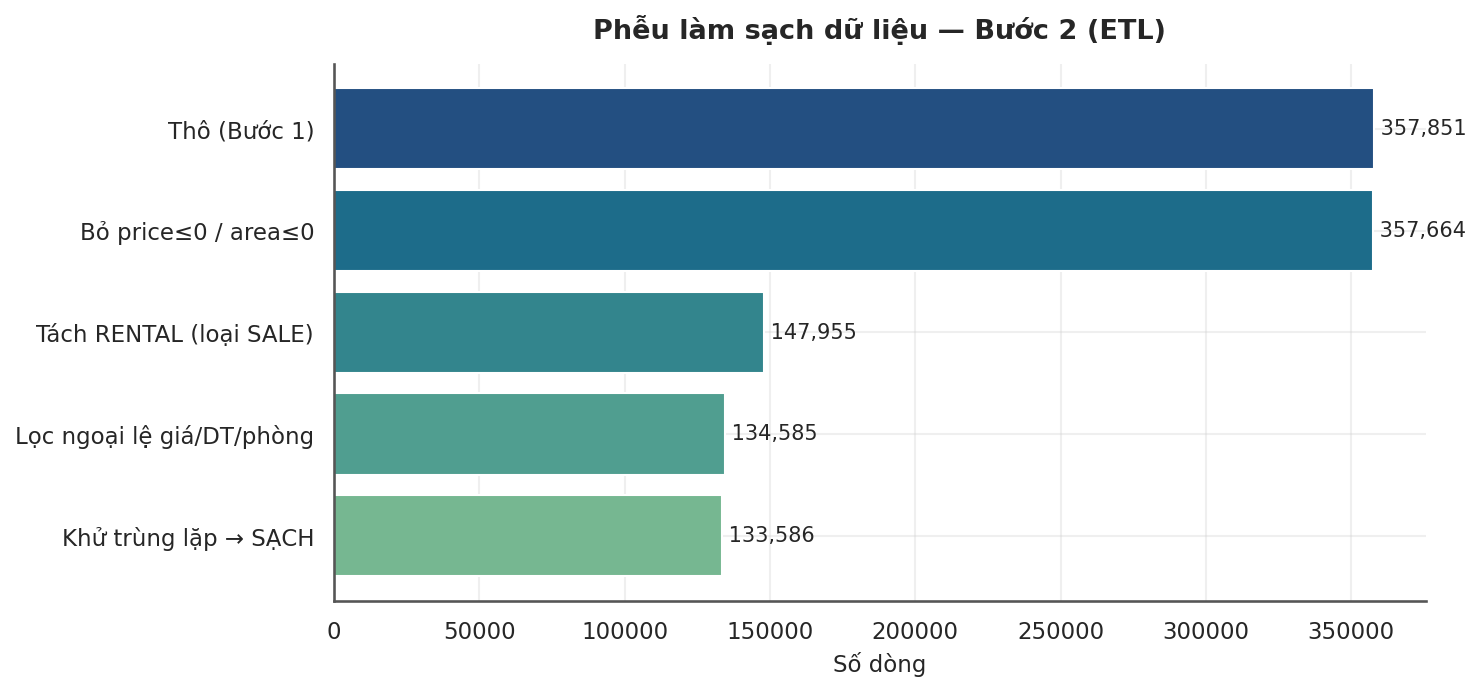 Phễu làm sạch dữ liệu — Bước 2 (ETL)
Thô (Bước 1)
357,851
Bỏ price≤0 / area≤0
357,664
Tách RENTAL (loại SALE)
147,955
Lọc ngoại lệ giá/DT/phòng
134,585
Khử trùng lặp → SẠCH
133,586
0 50000 100000 150000 200000 250000 300000 350000
Số dòng